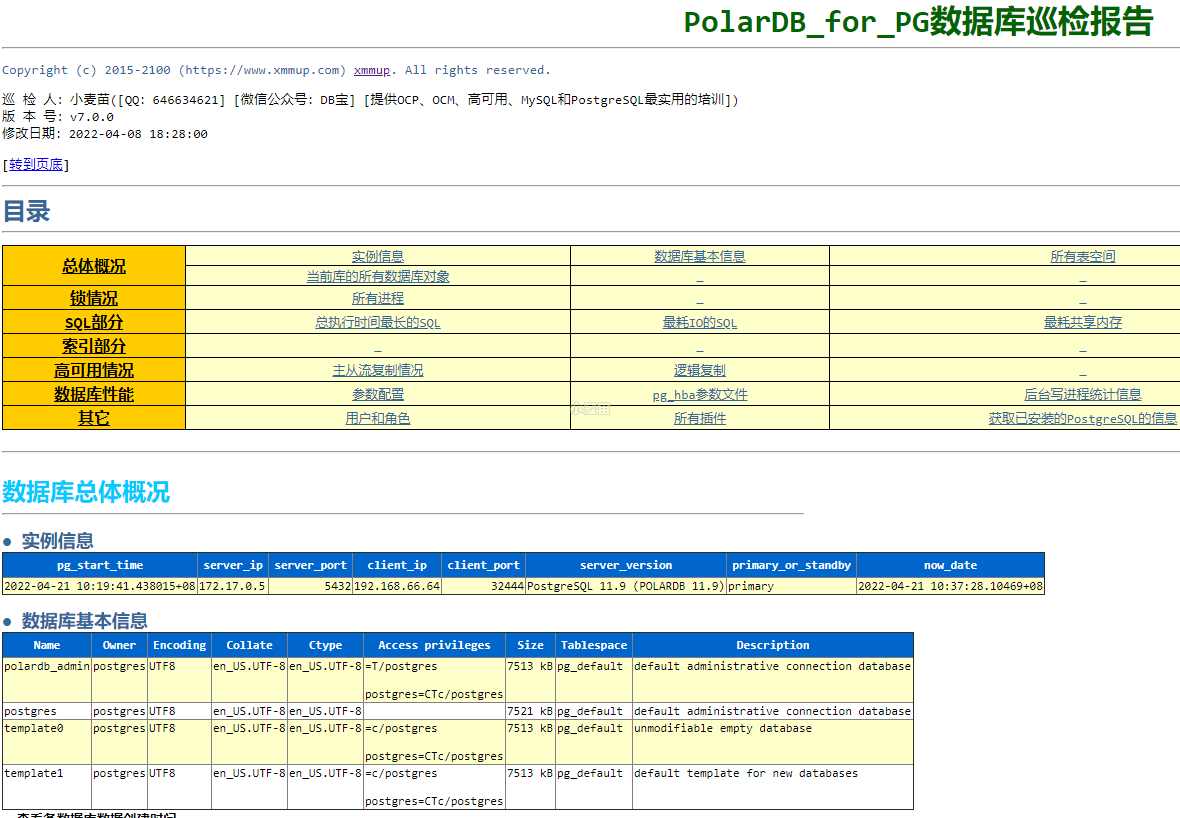 PolarDB_for_PG数据库巡检报告
Copyright (c) 2015-2100 (https://www.xmmup.com) xmmup. All rights reserved.
巡 检 人: 小麦苗([QQ: 646634621] [微信公众号: DB宝] [提供OCP、OCM、高可用、MySQL和PostgreSQL最实用的培训])
版 本 号: v7.0.0
修改日期: 2022-04-08 18:28:00
[转到页底]
目录
总体概况 实例信息 数据库基本信息 所有表空间
当前库的所有数据库对象 _ _
锁情况 所有进程 _ _
SQL部分 总执行时间最长的SQL 最耗IO的SQL 最耗共享内存
索引部分 _ _ _
高可用情况 主从流复制情况 逻辑复制 _
数据库性能 参数配置 pg_hba参数文件 后台写进程统计信息
其它 用户和角色 所有插件 获取已安装的PostgreSQL的信息
小麦苗
数据库总体概况
● 实例信息
pg_start_time server_ip server_port client_ip client_port server_version primary_or_standby now_date
2022-04-21 10:19:41.438015+08 172.17.0.5 5432 192.168.66.64 32444 PostgreSQL 11.9 (POLARDB 11.9) primary 2022-04-21 10:37:28.10469+08
● 数据库基本信息
Name Owner Encoding Collate Ctype Access privileges Size Tablespace Description
polardb_admin postgres UTF8 en_US.UTF-8 en_US.UTF-8 =T/postgres 7513 kB pg_default default administrative connection database
postgres=CTc/postgres
postgres postgres UTF8 en_US.UTF-8 en_US.UTF-8 7521 kB pg_default default administrative connection database
template0 postgres UTF8 en_US.UTF-8 en_US.UTF-8 =c/postgres 7513 kB pg_default unmodifiable empty database
postgres=CTc/postgres
template1 postgres UTF8 en_US.UTF-8 en_US.UTF-8 =c/postgres 7513 kB pg_default default template for new databases
postgres=CTc/postgres